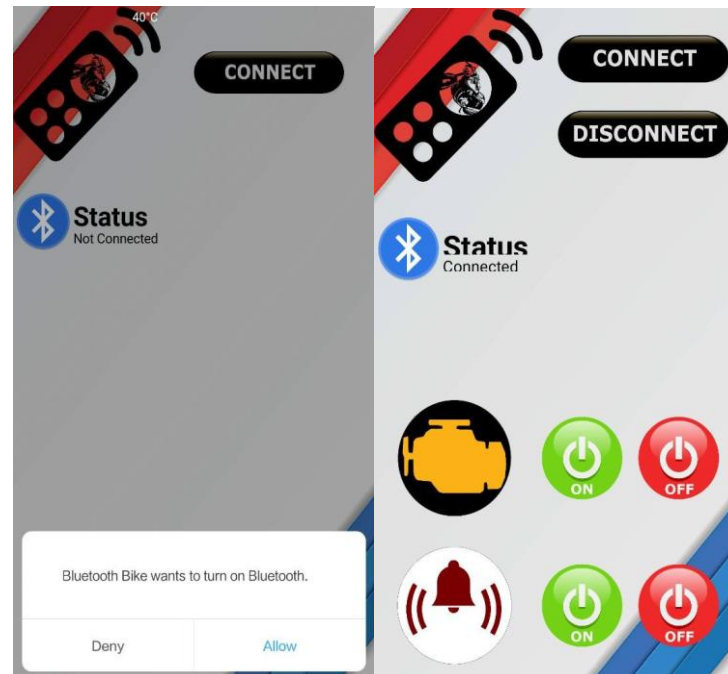 40°C
CONNECT
Status
Not Connected
Bluetooth Bike wants to turn on Bluetooth.
Deny
Allow
CONNECT
DISCONNECT
Status
Connected
ON
OFF
ON
OFF